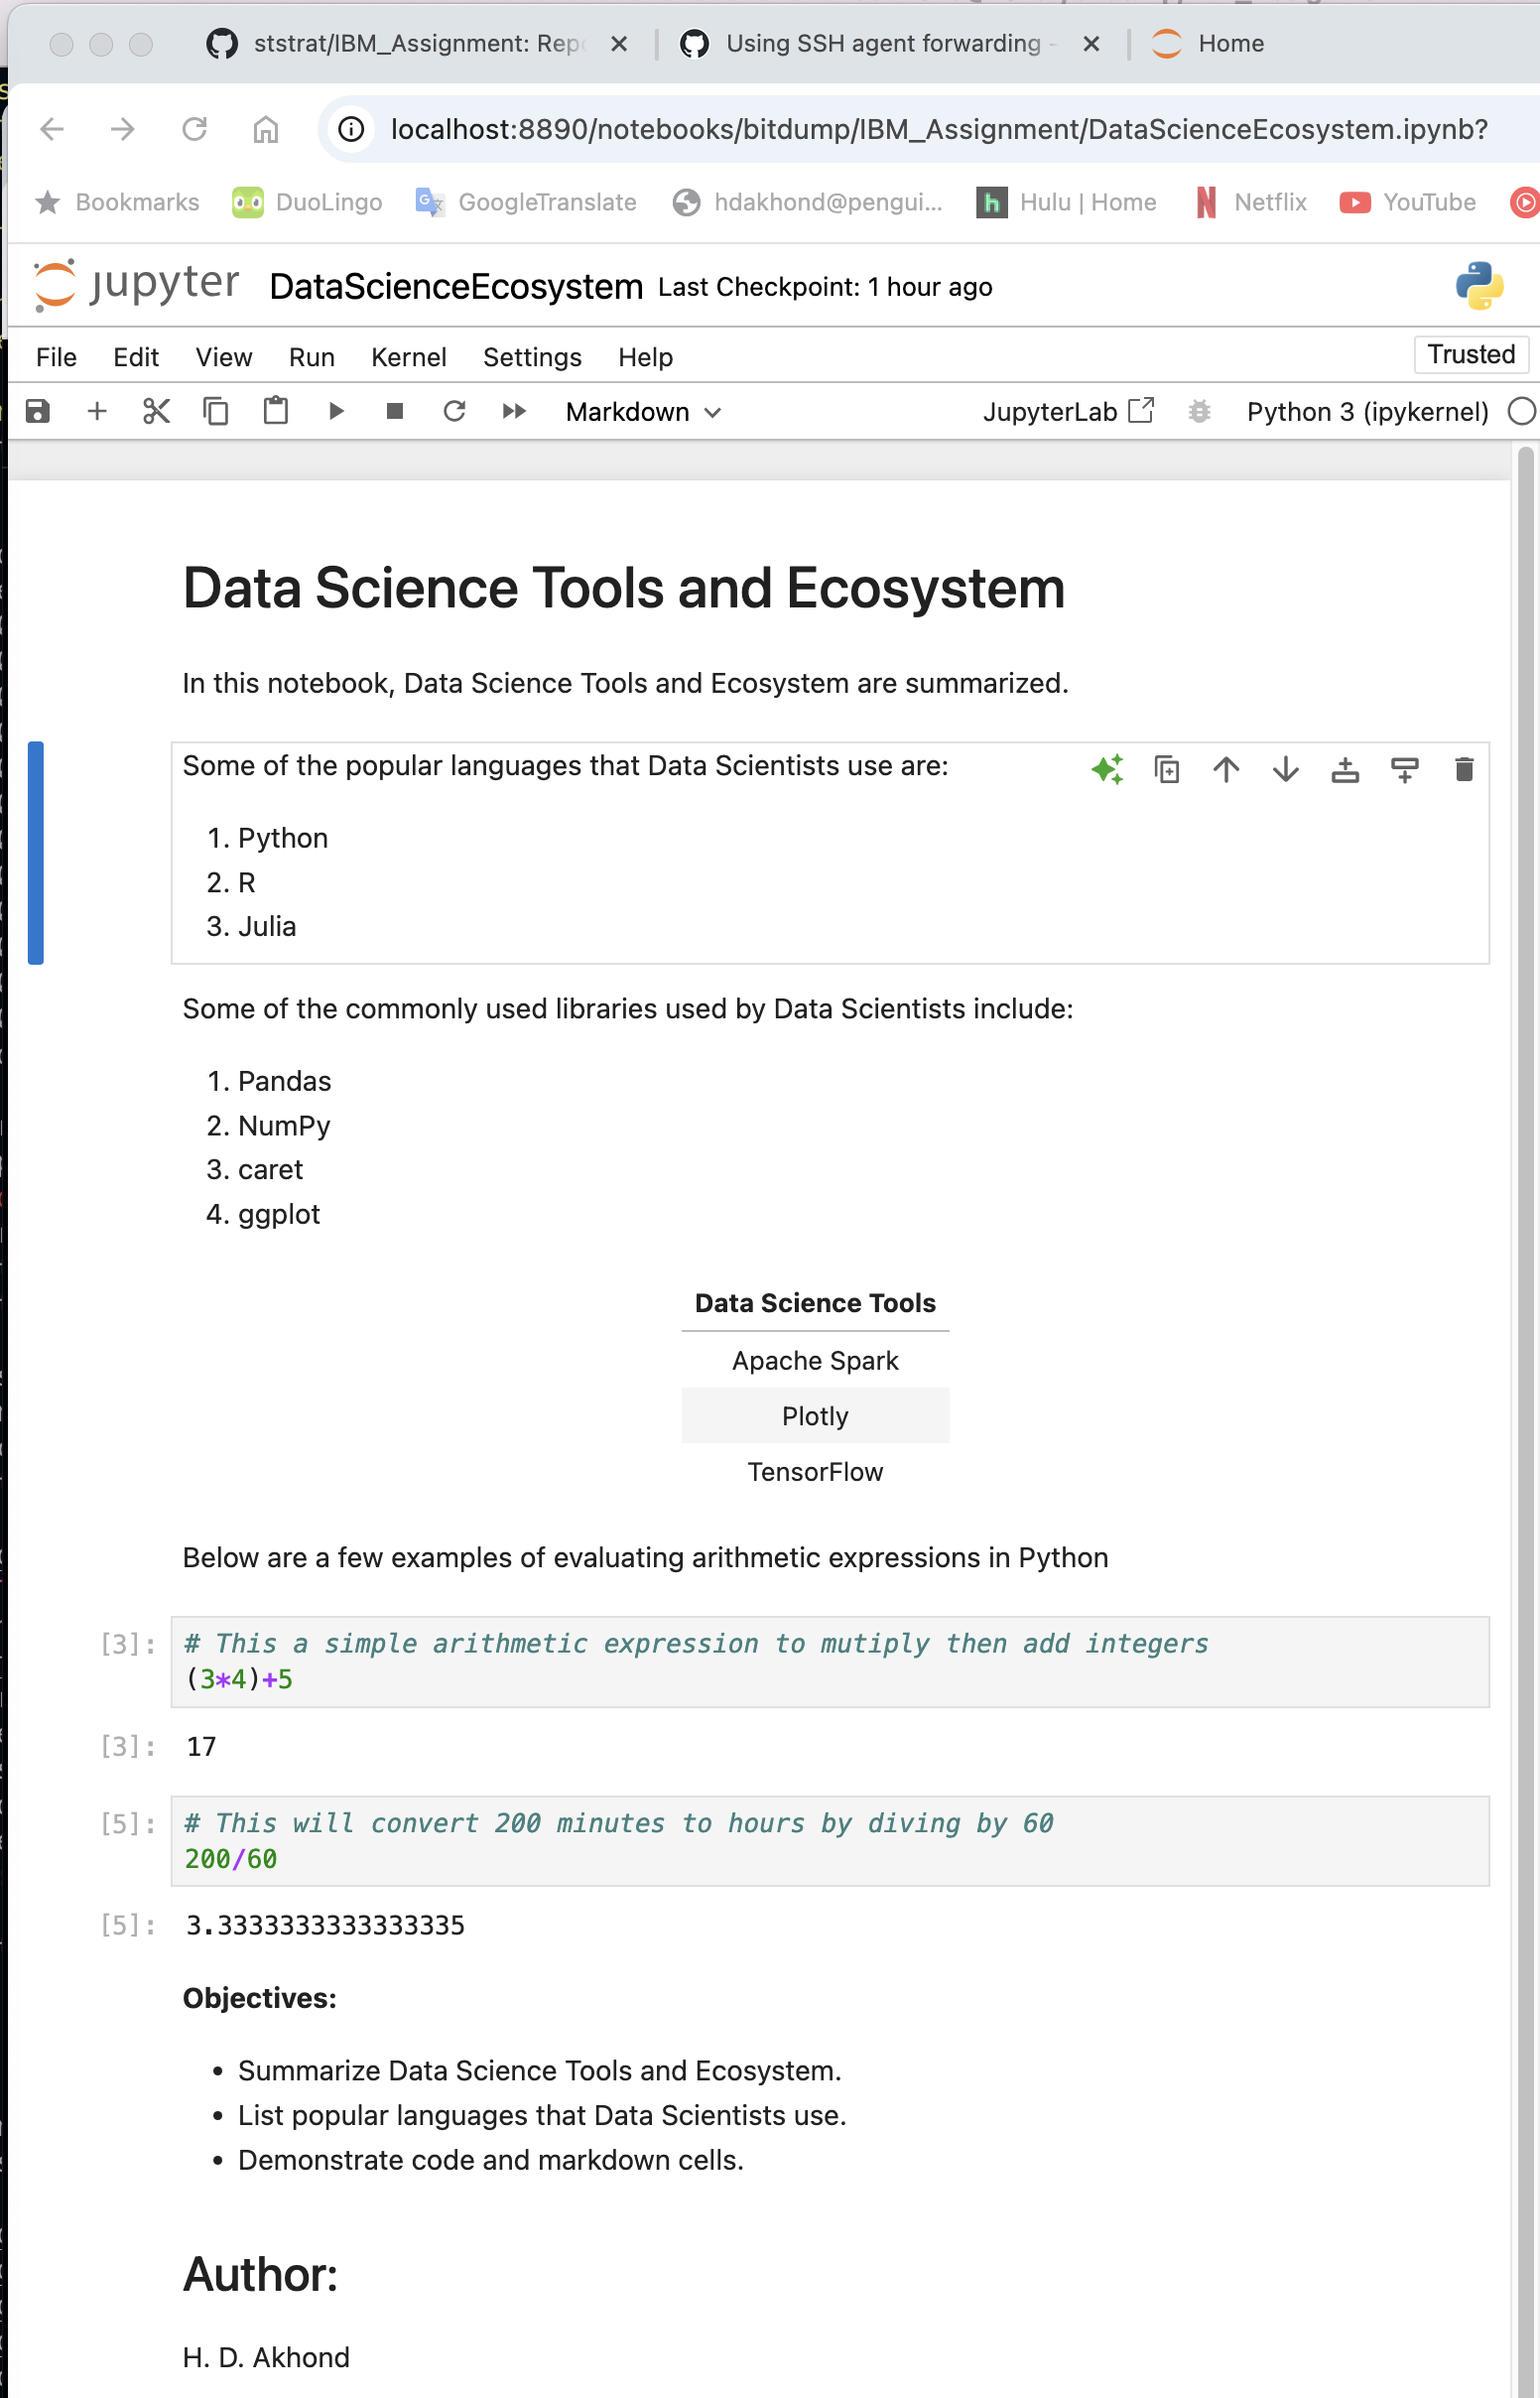 ststrat/IBM_Assignment: Rep
Using SSH agent forwarding -
Home
localhost:8890/notebooks/bitdump/IBM_Assignment/DataScienceEcosystem.ipynb?
Bookmarks DuoLingo GoogleTranslate hdakhond@pengui... Hulu | Home Netflix YouTube
jupyter DataScienceEcosystem Last Checkpoint: 1 hour ago
File Edit View Run Kernel Settings Help Trusted
Markdown JupyterLab Python 3 (ipykernel)
Data Science Tools and Ecosystem
In this notebook, Data Science Tools and Ecosystem are summarized.
Some of the popular languages that Data Scientists use are:
1. Python
2. R
3. Julia
Some of the commonly used libraries used by Data Scientists include:
1. Pandas
2. NumPy
3. caret
4. ggplot
Data Science Tools
Apache Spark
Plotly
TensorFlow
Below are a few examples of evaluating arithmetic expressions in Python
[3]: # This a simple arithmetic expression to mutiply then add integers
(3*4)+5
[3]: 17
[5]: # This will convert 200 minutes to hours by diving by 60
200/60
[5]: 3.3333333333333335
Objectives:
• Summarize Data Science Tools and Ecosystem.
• List popular languages that Data Scientists use.
• Demonstrate code and markdown cells.
Author:
H. D. Akhond